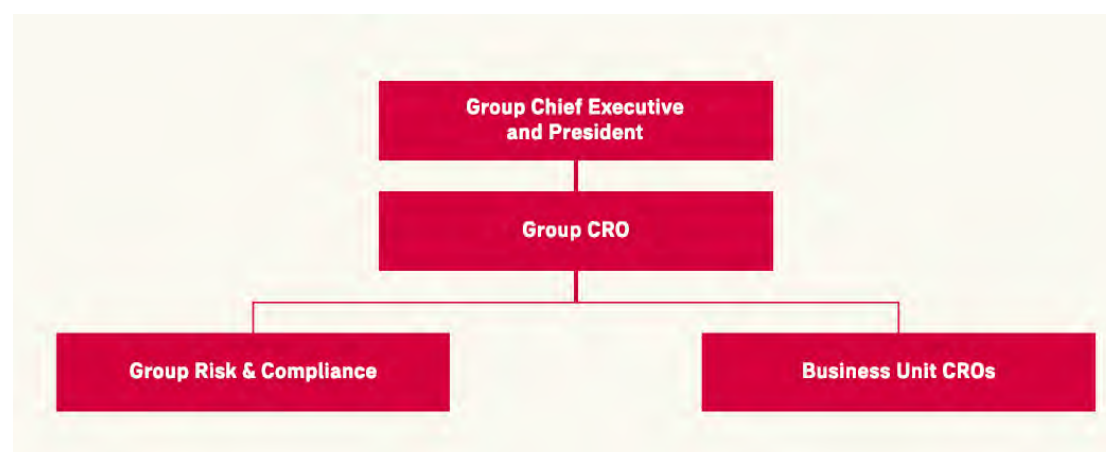 Group Chief Executive
and President
Group CRO
Group Risk & Compliance
Business Unit CROs